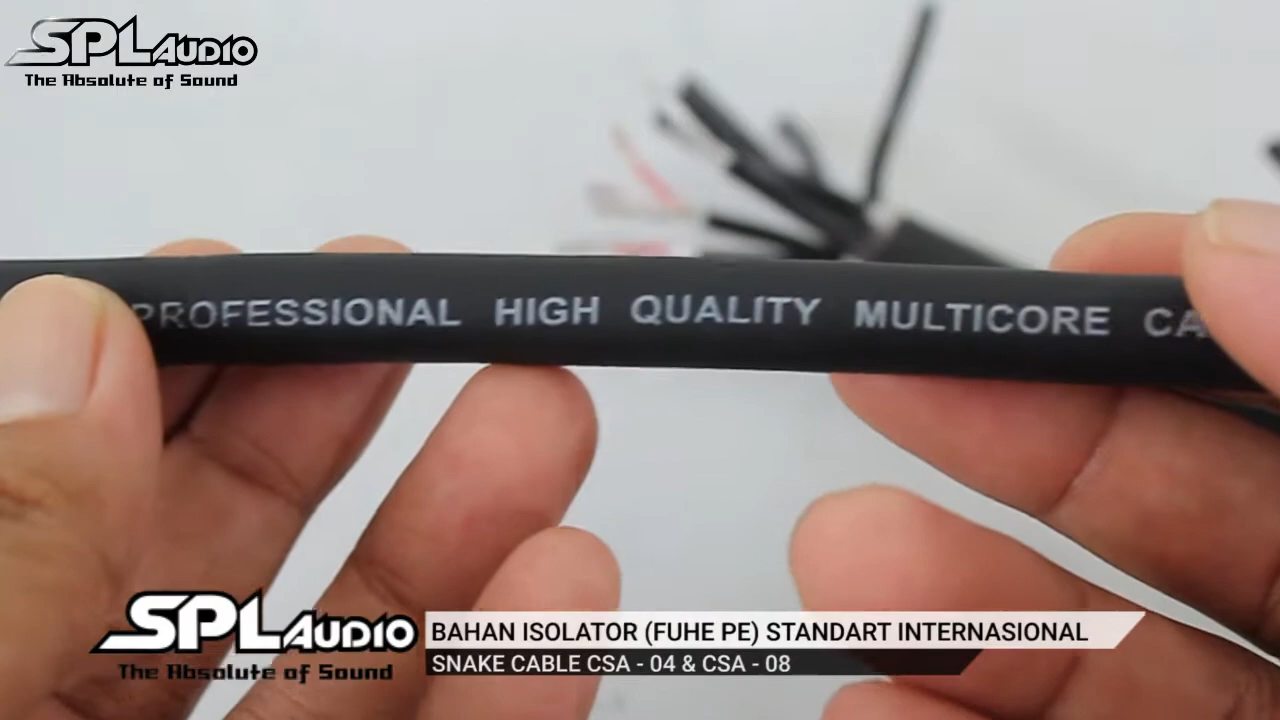 SPL AUDIO
The Absolute of Sound
PROFESSIONAL HIGH QUALITY MULTICORE CA
SPL AUDIO
The Absolute of Sound
BAHAN ISOLATOR (FUHE PE) STANDART INTERNASIONAL
SNAKE CABLE CSA - 04 & CSA - 08